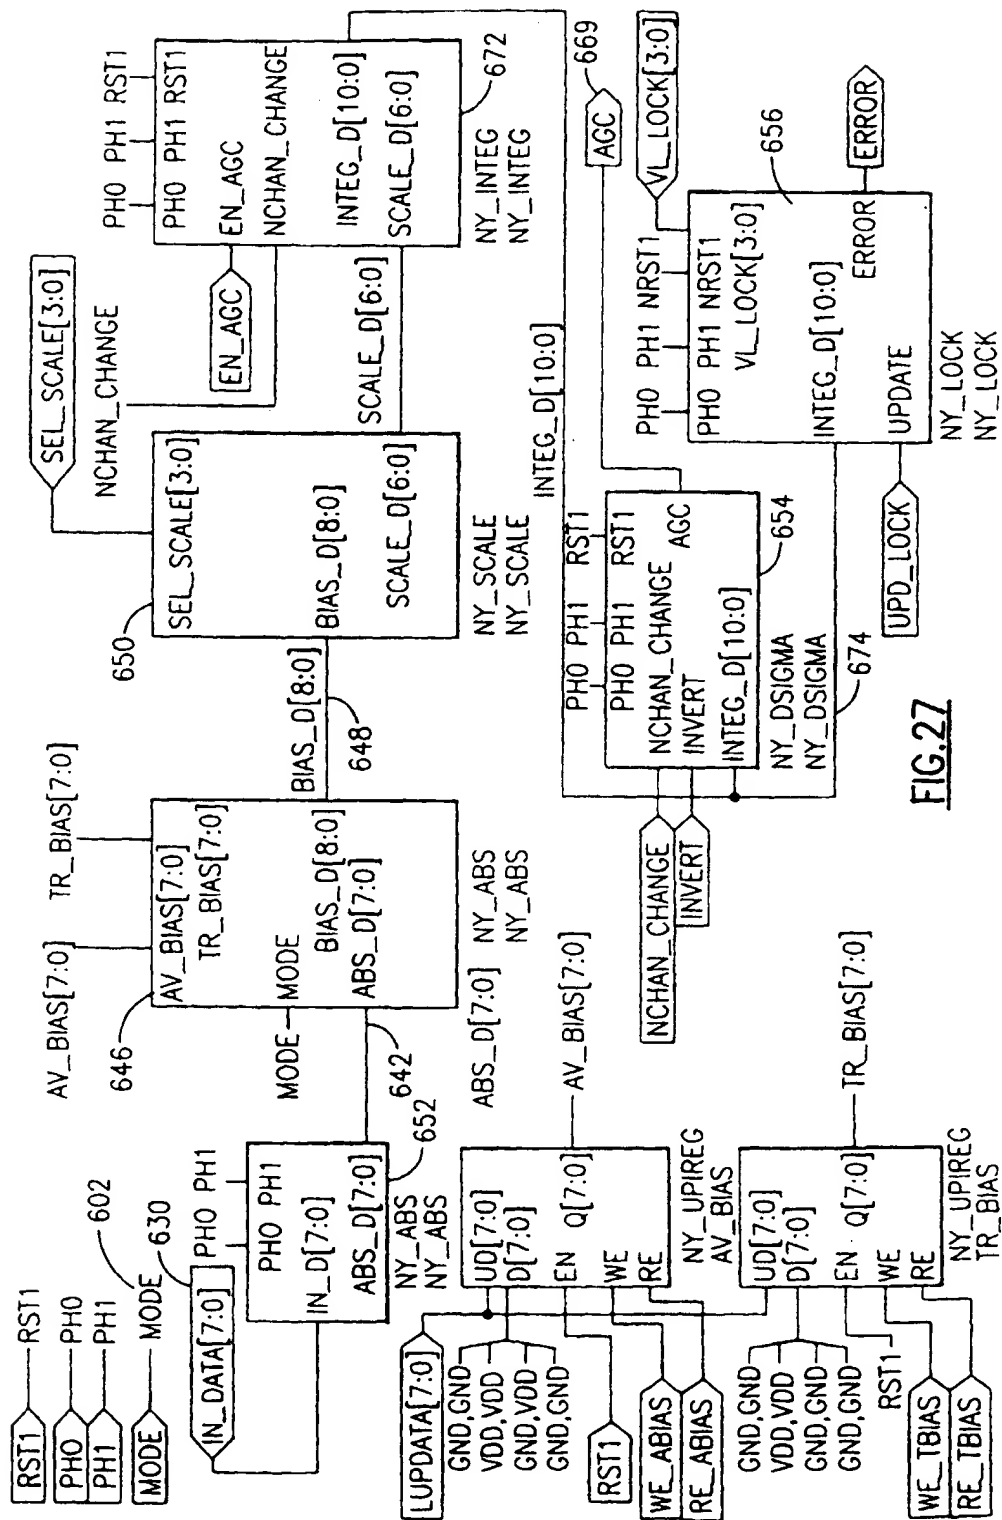 RST1 RST1
PH0 PH0
PH1 PH1
MODE MODE
602
630
IN_DATA[7:0]
PH0 PH1
PH0 PH1
IN_D[7:0]
ABS_D[7:0]
NY_ABS
NY_ABS
652
642
ABS_D[7:0]
AV_BIAS[7:0]
TR_BIAS[7:0]
646
AV_BIAS[7:0]
TR_BIAS[7:0]
MODE
MODE
BIAS_D[8:0]
ABS_D[7:0]
NY_ABS
NY_ABS
BIAS_D[8:0]
648
650
SEL_SCALE[3:0]
NCHAN_CHANGE
SEL_SCALE[3:0]
BIAS_D[8:0]
SCALE_D[6:0]
NY_SCALE
NY_SCALE
SCALE_D[6:0]
EN_AGC
PH0 PH1 RST1
PH0 PH1 RST1
EN_AGC
NCHAN_CHANGE
INTEG_D[10:0]
SCALE_D[6:0]
NY_INTEG
NY_INTEG
672
INTEG_D[10:0]
LUPDATA[7:0]
GND,GND
VDD,VDD
GND,VDD
GND,GND
RST1
WE_ABIAS
RE_ABIAS
UD[7:0]
D[7:0]
EN Q[7:0]
WE
RE
NY_UPIREG
AV_BIAS
AV_BIAS[7:0]
GND,GND
VDD,VDD
GND,GND
GND,GND
RST1
WE_TBIAS
RE_TBIAS
UD[7:0]
D[7:0]
EN Q[7:0]
WE
RE
NY_UPIREG
TR_BIAS
TR_BIAS[7:0]
NCHAN_CHANGE
INVERT
PH0 PH1 RST1
PH0 PH1 RST1
NCHAN_CHANGE
INVERT AGC
INTEG_D[10:0]
NY_DSIGMA
NY_DSIGMA
654
674
AGC
669
VL_LOCK[3:0]
PH0 PH1 NRST1
PH0 PH1 NRST1
VL_LOCK[3:0]
INTEG_D[10:0]
ERROR
UPDATE
656
ERROR
UPD_LOCK
NY_LOCK
NY_LOCK
FIG.27